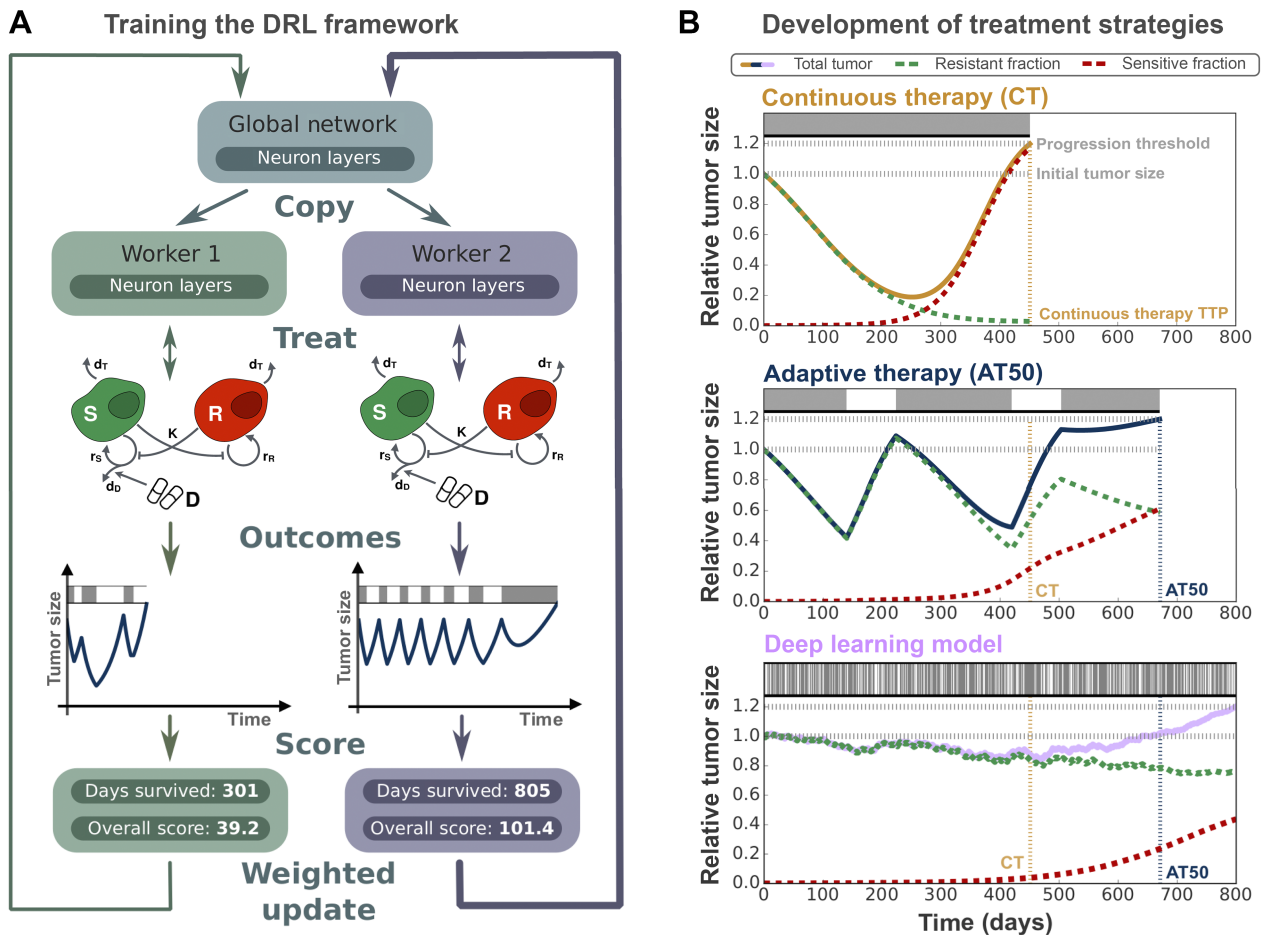 A
Training the DRL framework
Global network
Neuron layers
Copy
Worker 1
Neuron layers
Worker 2
Neuron layers
Treat
dT
dT
S
R
K
rS
rR
dD
D
dT
dT
S
R
K
rS
rR
dD
D
Outcomes
Tumor size
Time
Tumor size
Time
Score
Days survived: 301
Overall score: 39.2
Days survived: 805
Overall score: 101.4
Weighted
update
B
Development of treatment strategies
Total tumor
Resistant fraction
Sensitive fraction
Continuous therapy (CT)
Relative tumor size
1.2
1.0
0.8
0.6
0.4
0.2
0.0
Progression threshold
Initial tumor size
Continuous therapy TTP
0 100 200 300 400 500 600 700 800
Adaptive therapy (AT50)
Relative tumor size
1.2
1.0
0.8
0.6
0.4
0.2
0.0
CT
AT50
0 100 200 300 400 500 600 700 800
Deep learning model
Relative tumor size
1.2
1.0
0.8
0.6
0.4
0.2
0.0
CT
AT50
0 100 200 300 400 500 600 700 800
Time (days)